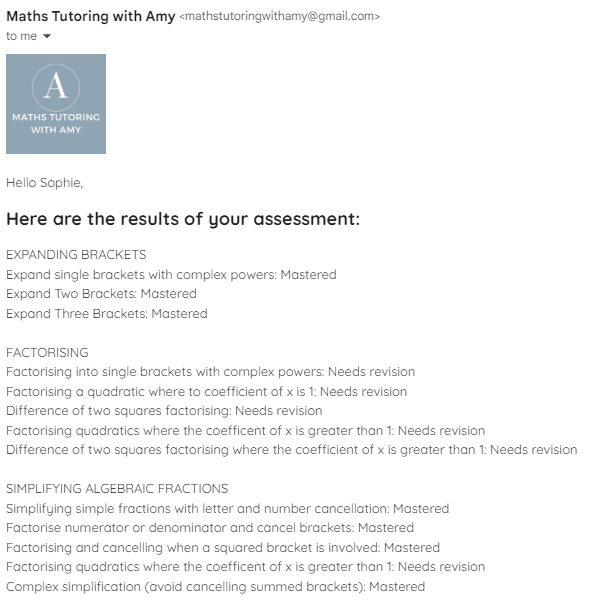 Maths Tutoring with Amy <mathstutoringwithamy@gmail.com>
to me
A
MATHS TUTORING
WITH AMY
Hello Sophie,
Here are the results of your assessment:
EXPANDING BRACKETS
Expand single brackets with complex powers: Mastered
Expand Two Brackets: Mastered
Expand Three Brackets: Mastered
FACTORISING
Factorising into single brackets with complex powers: Needs revision
Factorising a quadratic where to coefficient of x is 1: Needs revision
Difference of two squares factorising: Needs revision
Factorising quadratics where the coefficent of x is greater than 1: Needs revision
Difference of two squares factorising where the coefficient of x is greater than 1: Needs revision
SIMPLIFYING ALGEBRAIC FRACTIONS
Simplifying simple fractions with letter and number cancellation: Mastered
Factorise numerator or denominator and cancel brackets: Mastered
Factorising and cancelling when a squared bracket is involved: Mastered
Factorising quadratics where the coefficent of x is greater than 1: Needs revision
Complex simplification (avoid cancelling summed brackets): Mastered